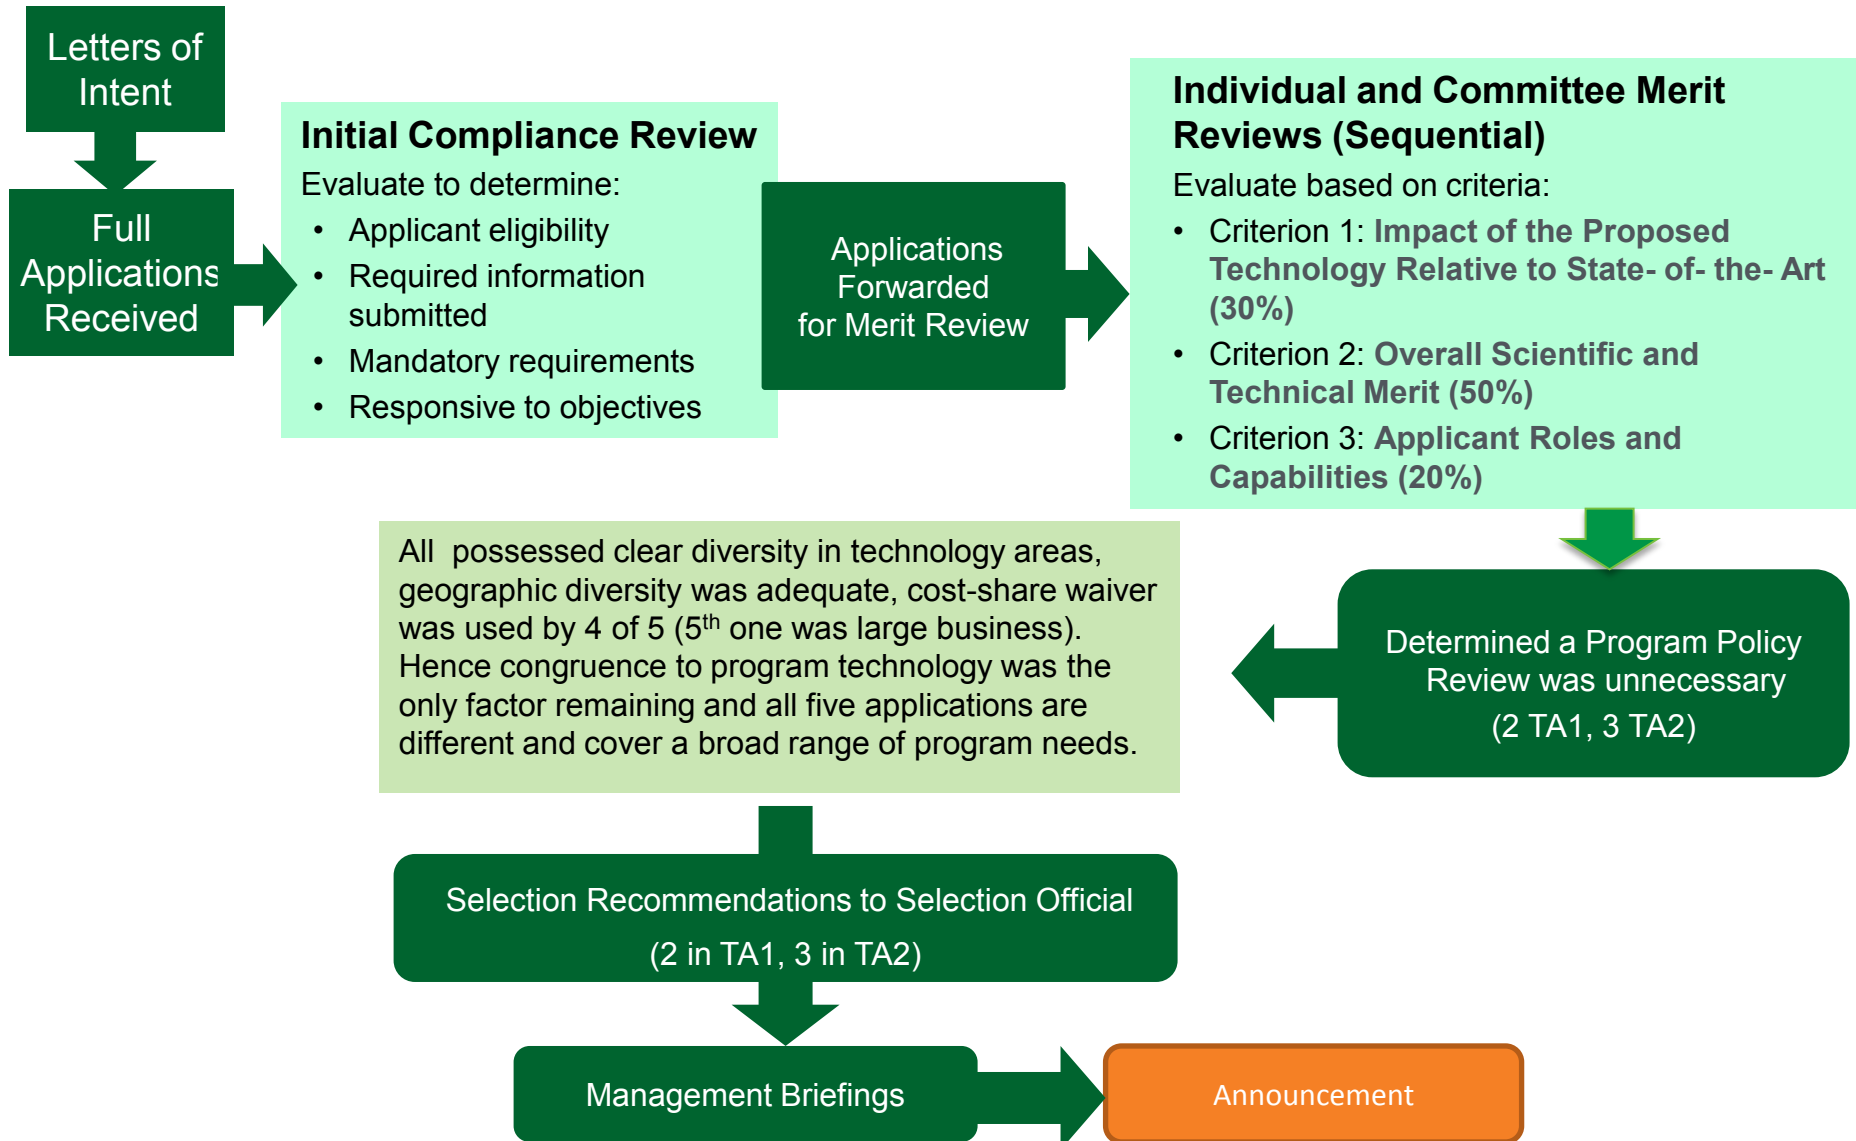 Letters of
Intent
Full
Applications
Received
Initial Compliance Review
Evaluate to determine:
• Applicant eligibility
• Required information
submitted
• Mandatory requirements
• Responsive to objectives
Applications
Forwarded
for Merit Review
Individual and Committee Merit
Reviews (Sequential)
Evaluate based on criteria:
• Criterion 1: Impact of the Proposed
Technology Relative to State- of- the- Art
(30%)
• Criterion 2: Overall Scientific and
Technical Merit (50%)
• Criterion 3: Applicant Roles and
Capabilities (20%)
Determined a Program Policy
Review was unnecessary
(2 TA1, 3 TA2)
All possessed clear diversity in technology areas,
geographic diversity was adequate, cost-share waiver
was used by 4 of 5 (5th one was large business).
Hence congruence to program technology was the
only factor remaining and all five applications are
different and cover a broad range of program needs.
Selection Recommendations to Selection Official
(2 in TA1, 3 in TA2)
Management Briefings
Announcement